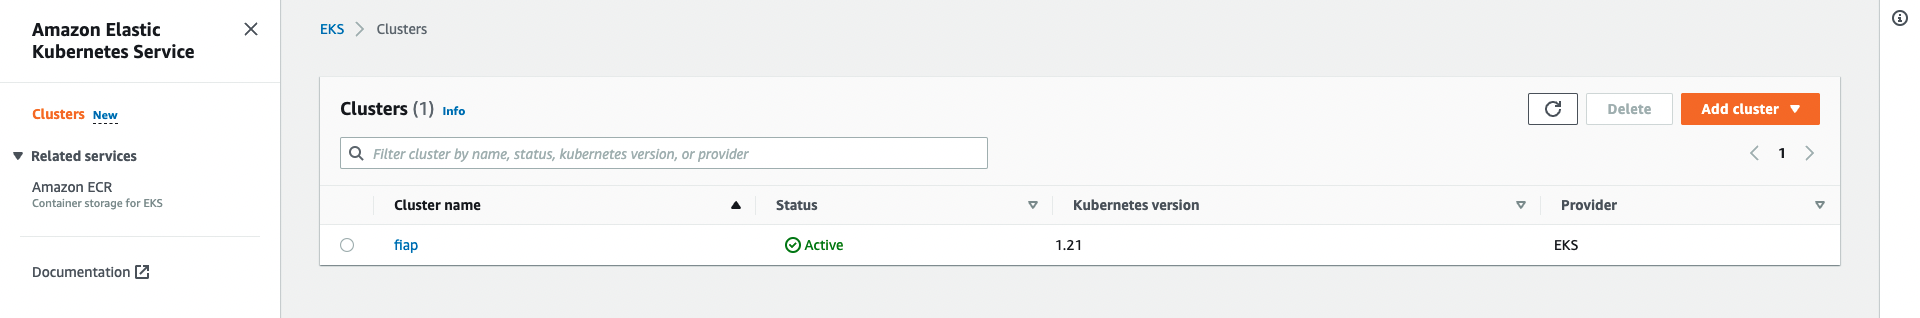 Amazon Elastic
Kubernetes Service
Clusters New
Related services
Amazon ECR
Container storage for EKS
Documentation
EKS Clusters
Clusters (1) Info
Delete
Add cluster
Filter cluster by name, status, kubernetes version, or provider
1
Cluster name Status Kubernetes version Provider
fiap Active 1.21 EKS